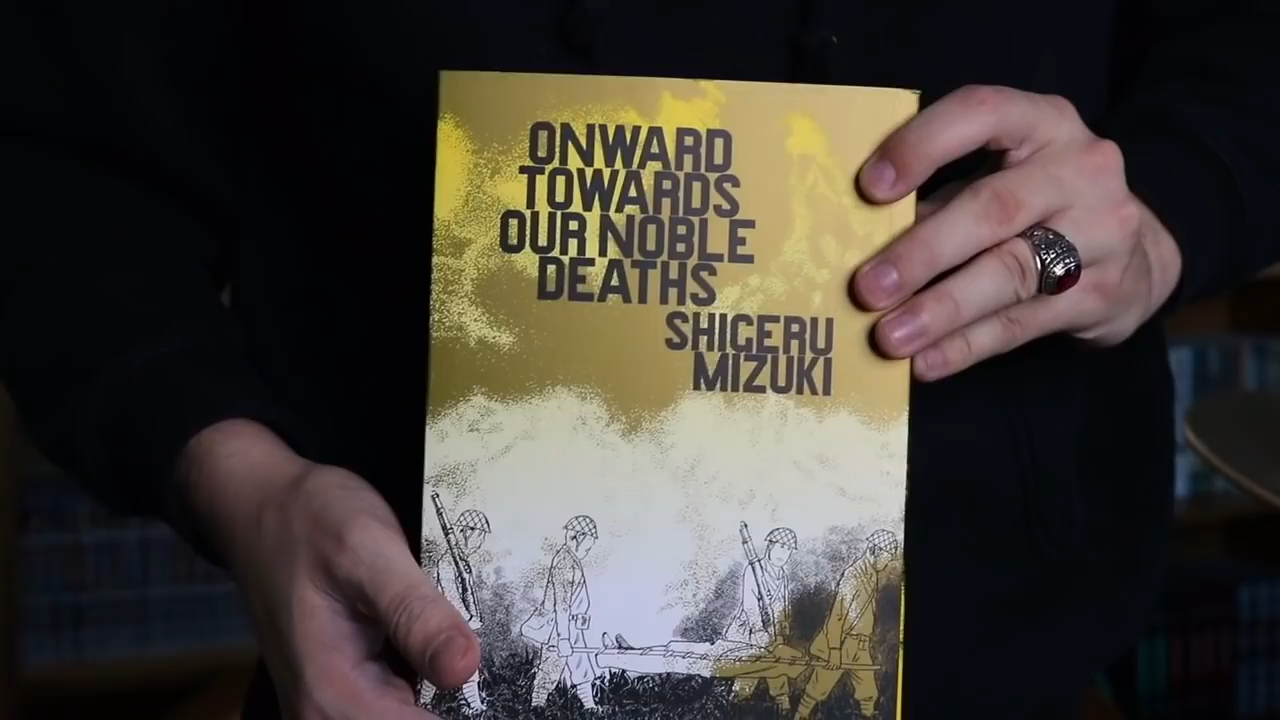 ONWARD
TOWARDS
OUR NOBLE
DEATHS
SHIGERU
MIZUKI